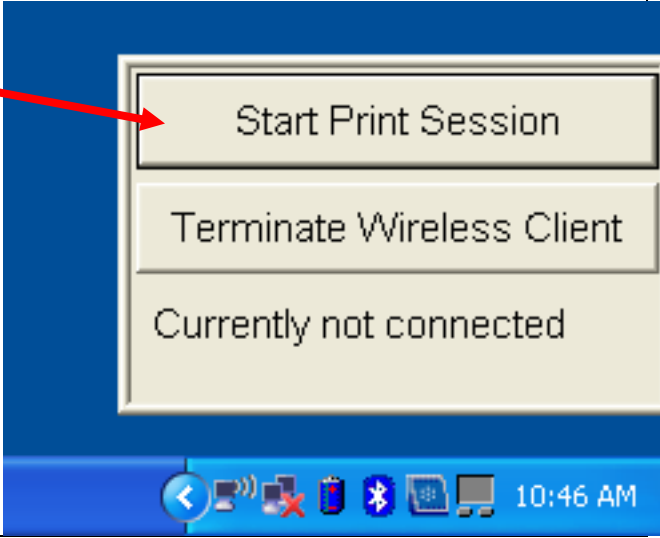 Start Print Session
Terminate Wireless Client
Currently not connected
10:46 AM